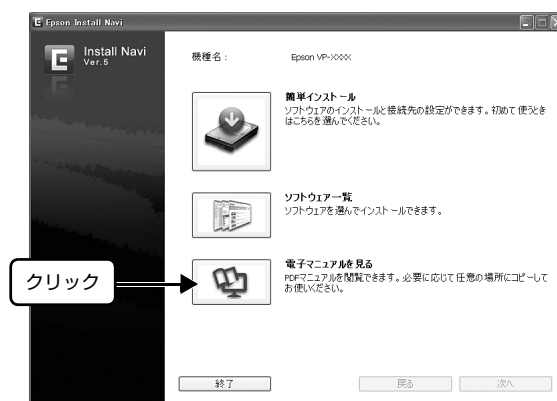 Epson Install Navi
Install Navi
Ver.5
機種名：
Epson VP-XXXX
簡単インストール
ソフトウェアのインストールと接続先の設定ができます。初めて使うとき
はこちらを選んでください。
ソフトウェア一覧
ソフトウェアを選んでインストールできます。
クリック
電子マニュアルを見る
PDFマニュアルを閲覧できます。必要に応じて任意の場所にコピーして
お使いください。
終了
戻る
次へ